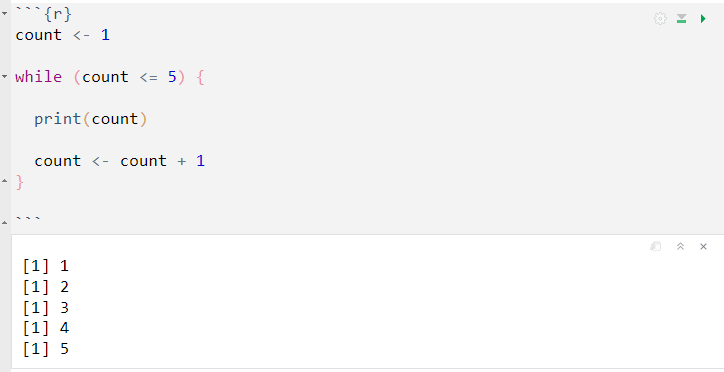 ```{r}
count <- 1
while (count <= 5) {
print(count)
count <- count + 1
}
```
[1] 1
[1] 2
[1] 3
[1] 4
[1] 5